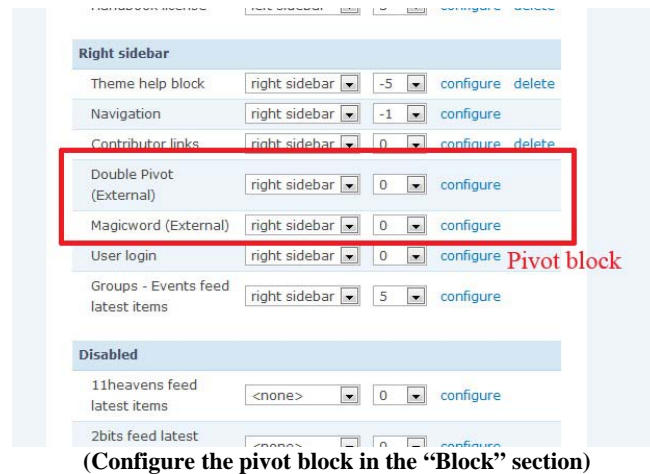 Right sidebar
Theme help block right sidebar -5 configure delete
Navigation right sidebar -1 configure
Contributor links right sidebar 0 configure delete
Double Pivot
(External) right sidebar 0 configure
Magicword (External) right sidebar 0 configure
User login right sidebar 0 configure
Pivot block
Groups - Events feed
latest items right sidebar 5 configure
Disabled
11heavens feed
latest items <none> 0 configure
2bits feed latest
<none> 0 configure
(Configure the pivot block in the “Block” section)